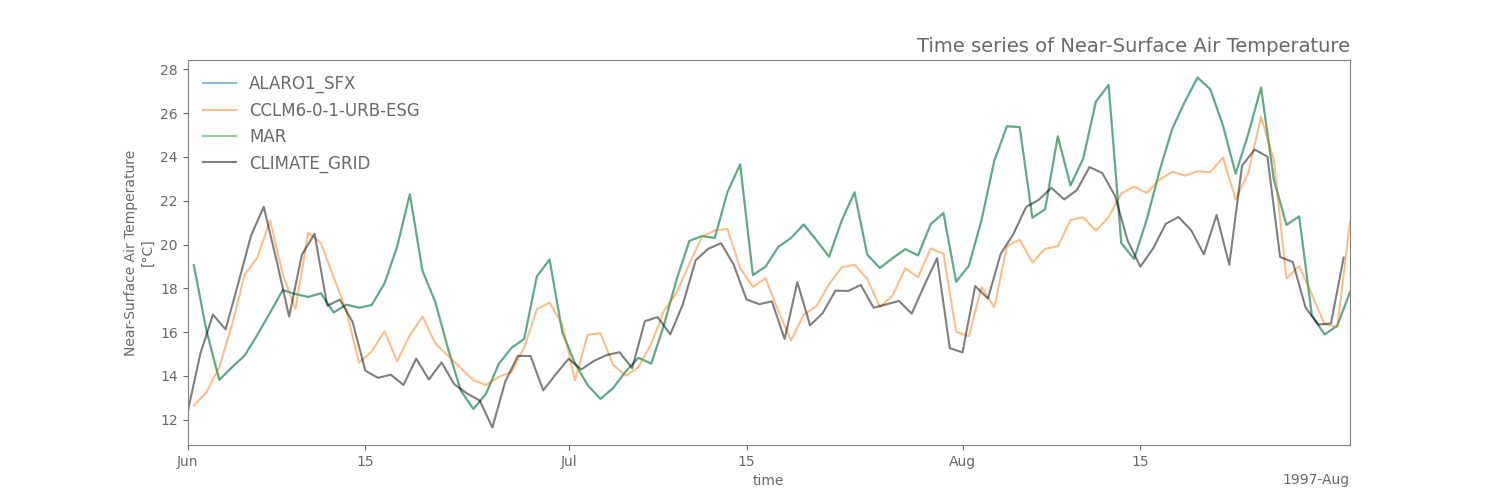 Time series of Near-Surface Air Temperature
28
26
24
22
20
18
16
14
12
Near-Surface Air Temperature
[°C]
ALARO1_SFX
CCLM6-0-1-URB-ESG
MAR
CLIMATE_GRID
Jun 15 Jul 15 Aug 15
time
1997-Aug